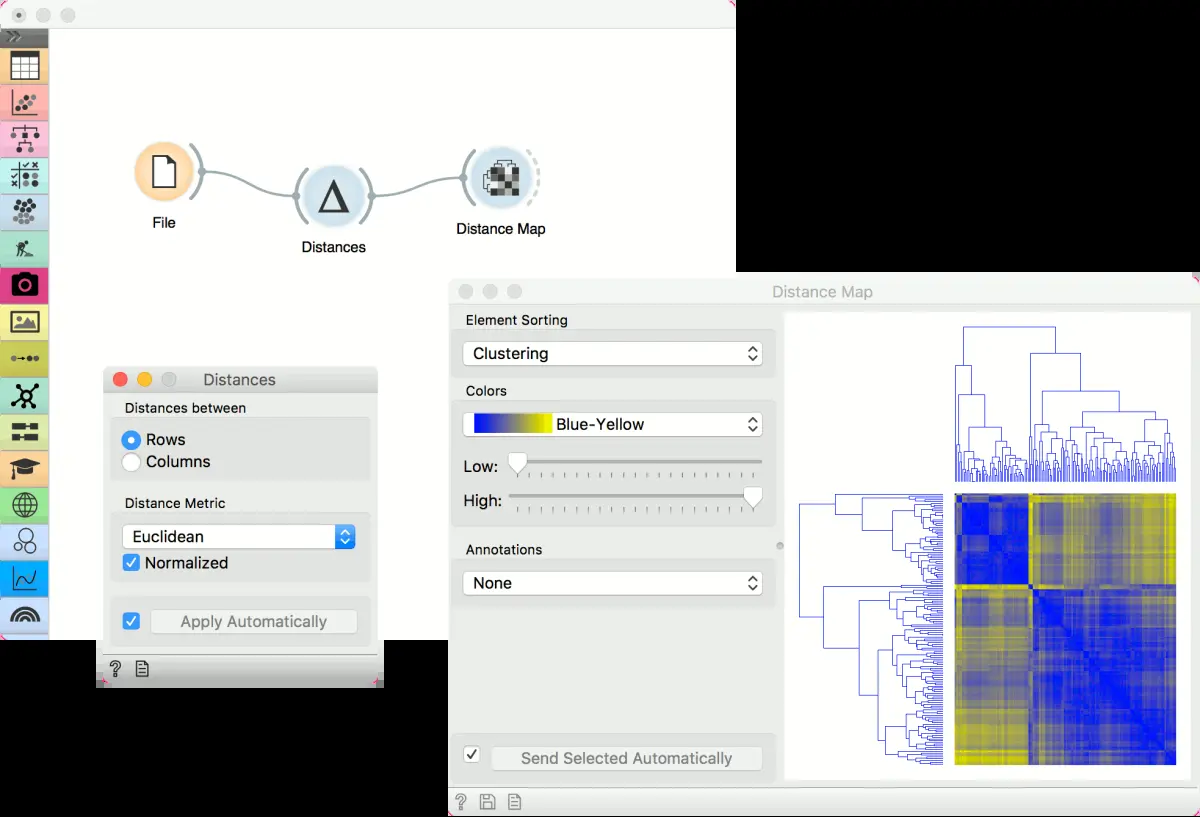 File
Distances
Distance Map
Distances
Distances between
Rows
Columns
Distance Metric
Euclidean
Normalized
Apply Automatically
?
Distance Map
Element Sorting
Clustering
Colors
Blue-Yellow
Low:
High:
Annotations
None
Send Selected Automatically
?